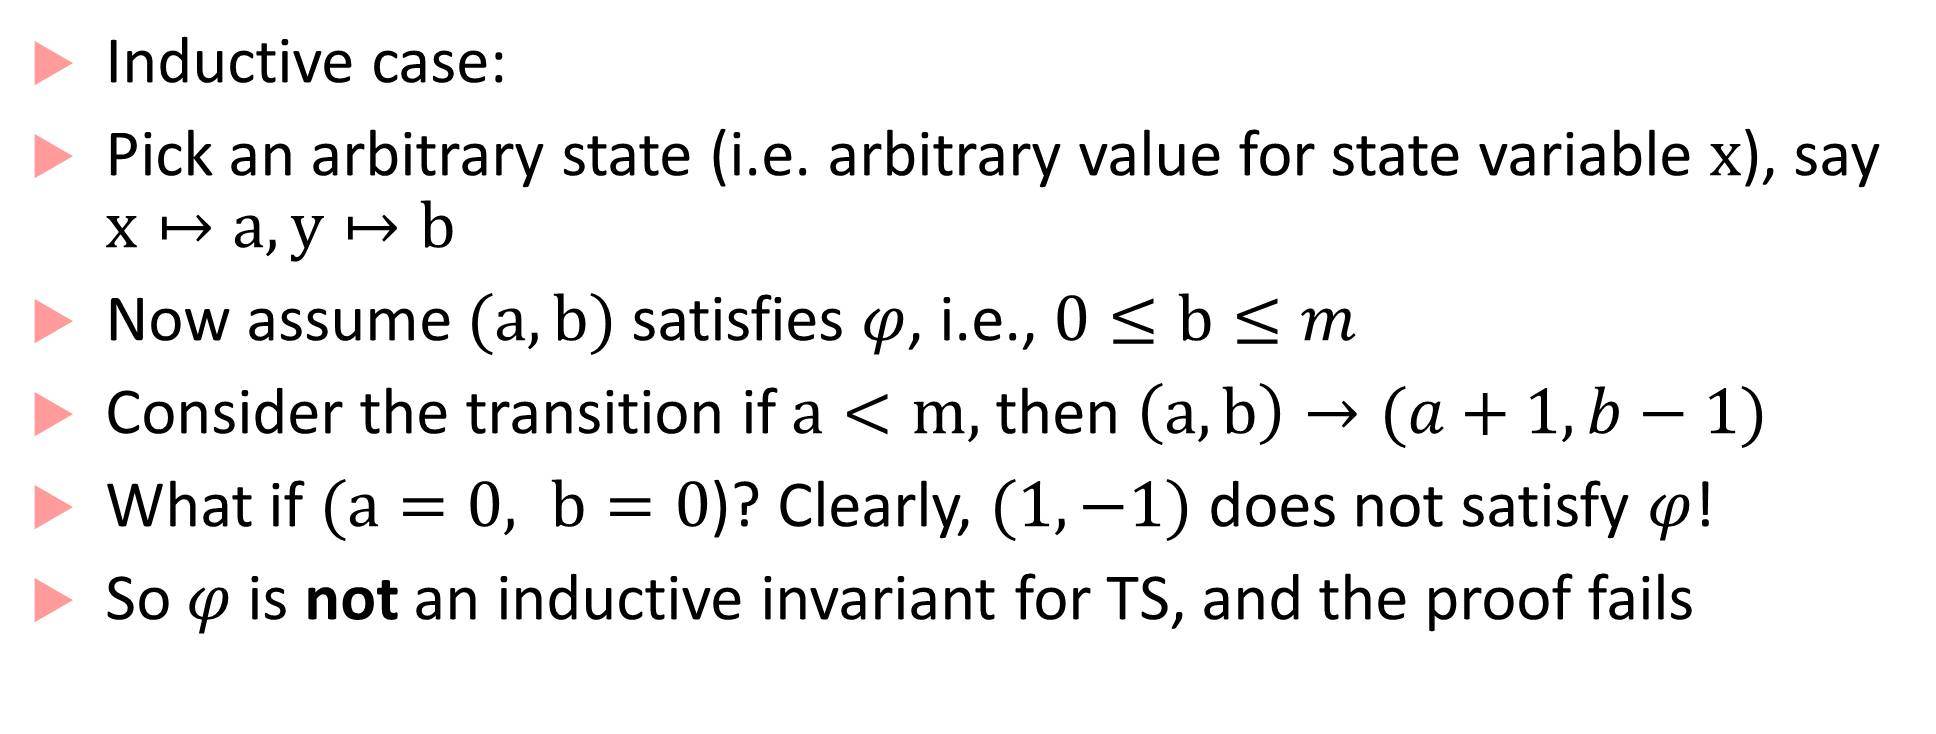 Inductive case:
Pick an arbitrary state (i.e. arbitrary value for state variable x), say
x ↦ a, y ↦ b
Now assume (a, b) satisfies φ, i.e., 0 ≤ b ≤ m
Consider the transition if a < m, then (a, b) → (a + 1, b − 1)
What if (a = 0, b = 0)? Clearly, (1, −1) does not satisfy φ!
So φ is not an inductive invariant for TS, and the proof fails